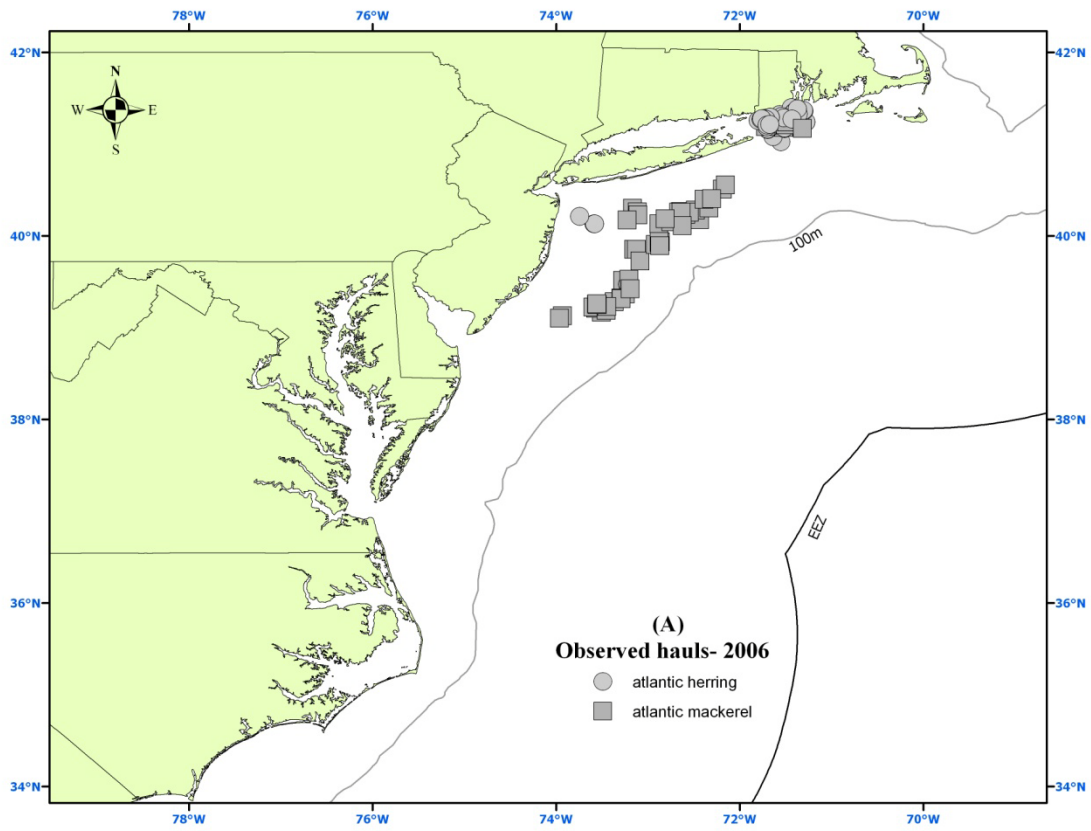 78°W 76°W 74°W 72°W 70°W
42°N 42°N
N
W E
S
40°N 40°N
100m
38°N 38°N
EEZ
36°N 36°N
(A)
Observed hauls- 2006
atlantic herring
atlantic mackerel
34°N 34°N
78°W 76°W 74°W 72°W 70°W